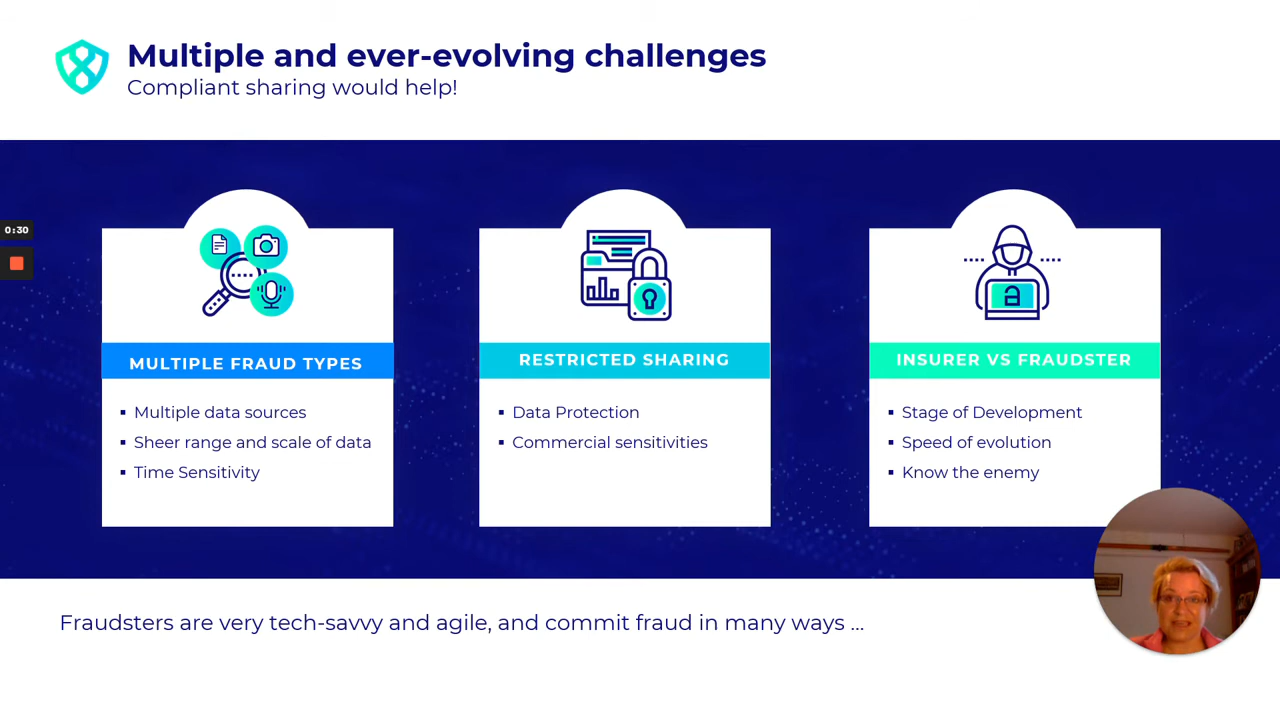 Multiple and ever-evolving challenges
Compliant sharing would help!
0:30
MULTIPLE FRAUD TYPES
▪ Multiple data sources
▪ Sheer range and scale of data
▪ Time Sensitivity
RESTRICTED SHARING
▪ Data Protection
▪ Commercial sensitivities
INSURER VS FRAUDSTER
▪ Stage of Development
▪ Speed of evolution
▪ Know the enemy
Fraudsters are very tech-savvy and agile, and commit fraud in many ways ...